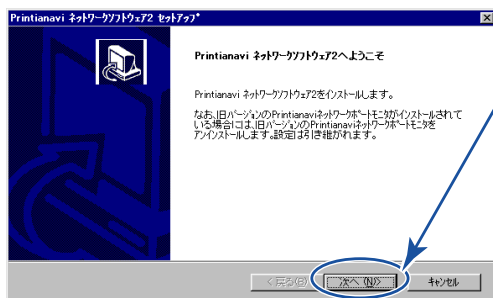 Printianavi ネットワークソフトウェア2 セットアップ
Printianavi ネットワークソフトウェア2へようこそ
Printianavi ネットワークソフトウェア2をインストールします。
なお、旧バージョンのPrintianaviネットワークポートモニタがインストールされて
いる場合には、旧バージョンのPrintianaviネットワークポートモニタを
アンインストールします。設定は引き継がれます。
< 戻る(B)
次へ (N)>
キャンセル